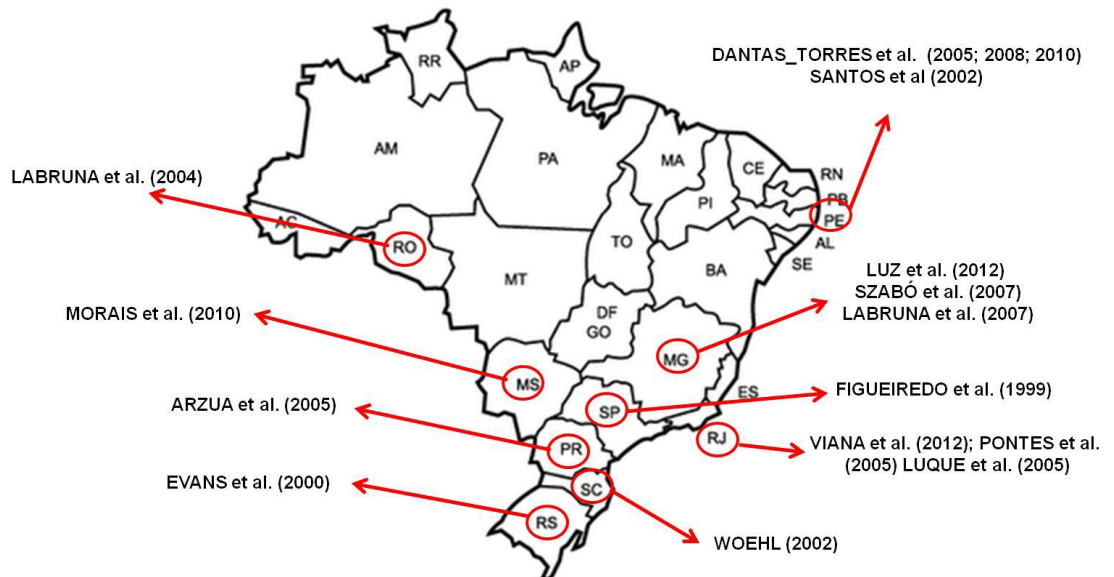 DANTAS_TORRES et al. (2005; 2008; 2010)
SANTOS et al (2002)
RR
AP
AM
PA
MA
CE
RN
PB
PE
PI
AL
SE
LABRUNA et al. (2004)
AC
RO
TO
BA
MT
DF
GO
LUZ et al. (2012)
SZABÓ et al. (2007)
LABRUNA et al. (2007)
MORAIS et al. (2010)
MG
MS
ES
FIGUEIREDO et al. (1999)
SP
ARZUA et al. (2005)
RJ
PR
VIANA et al. (2012); PONTES et al.
(2005) LUQUE et al. (2005)
EVANS et al. (2000)
SC
RS
WOEHL (2002)